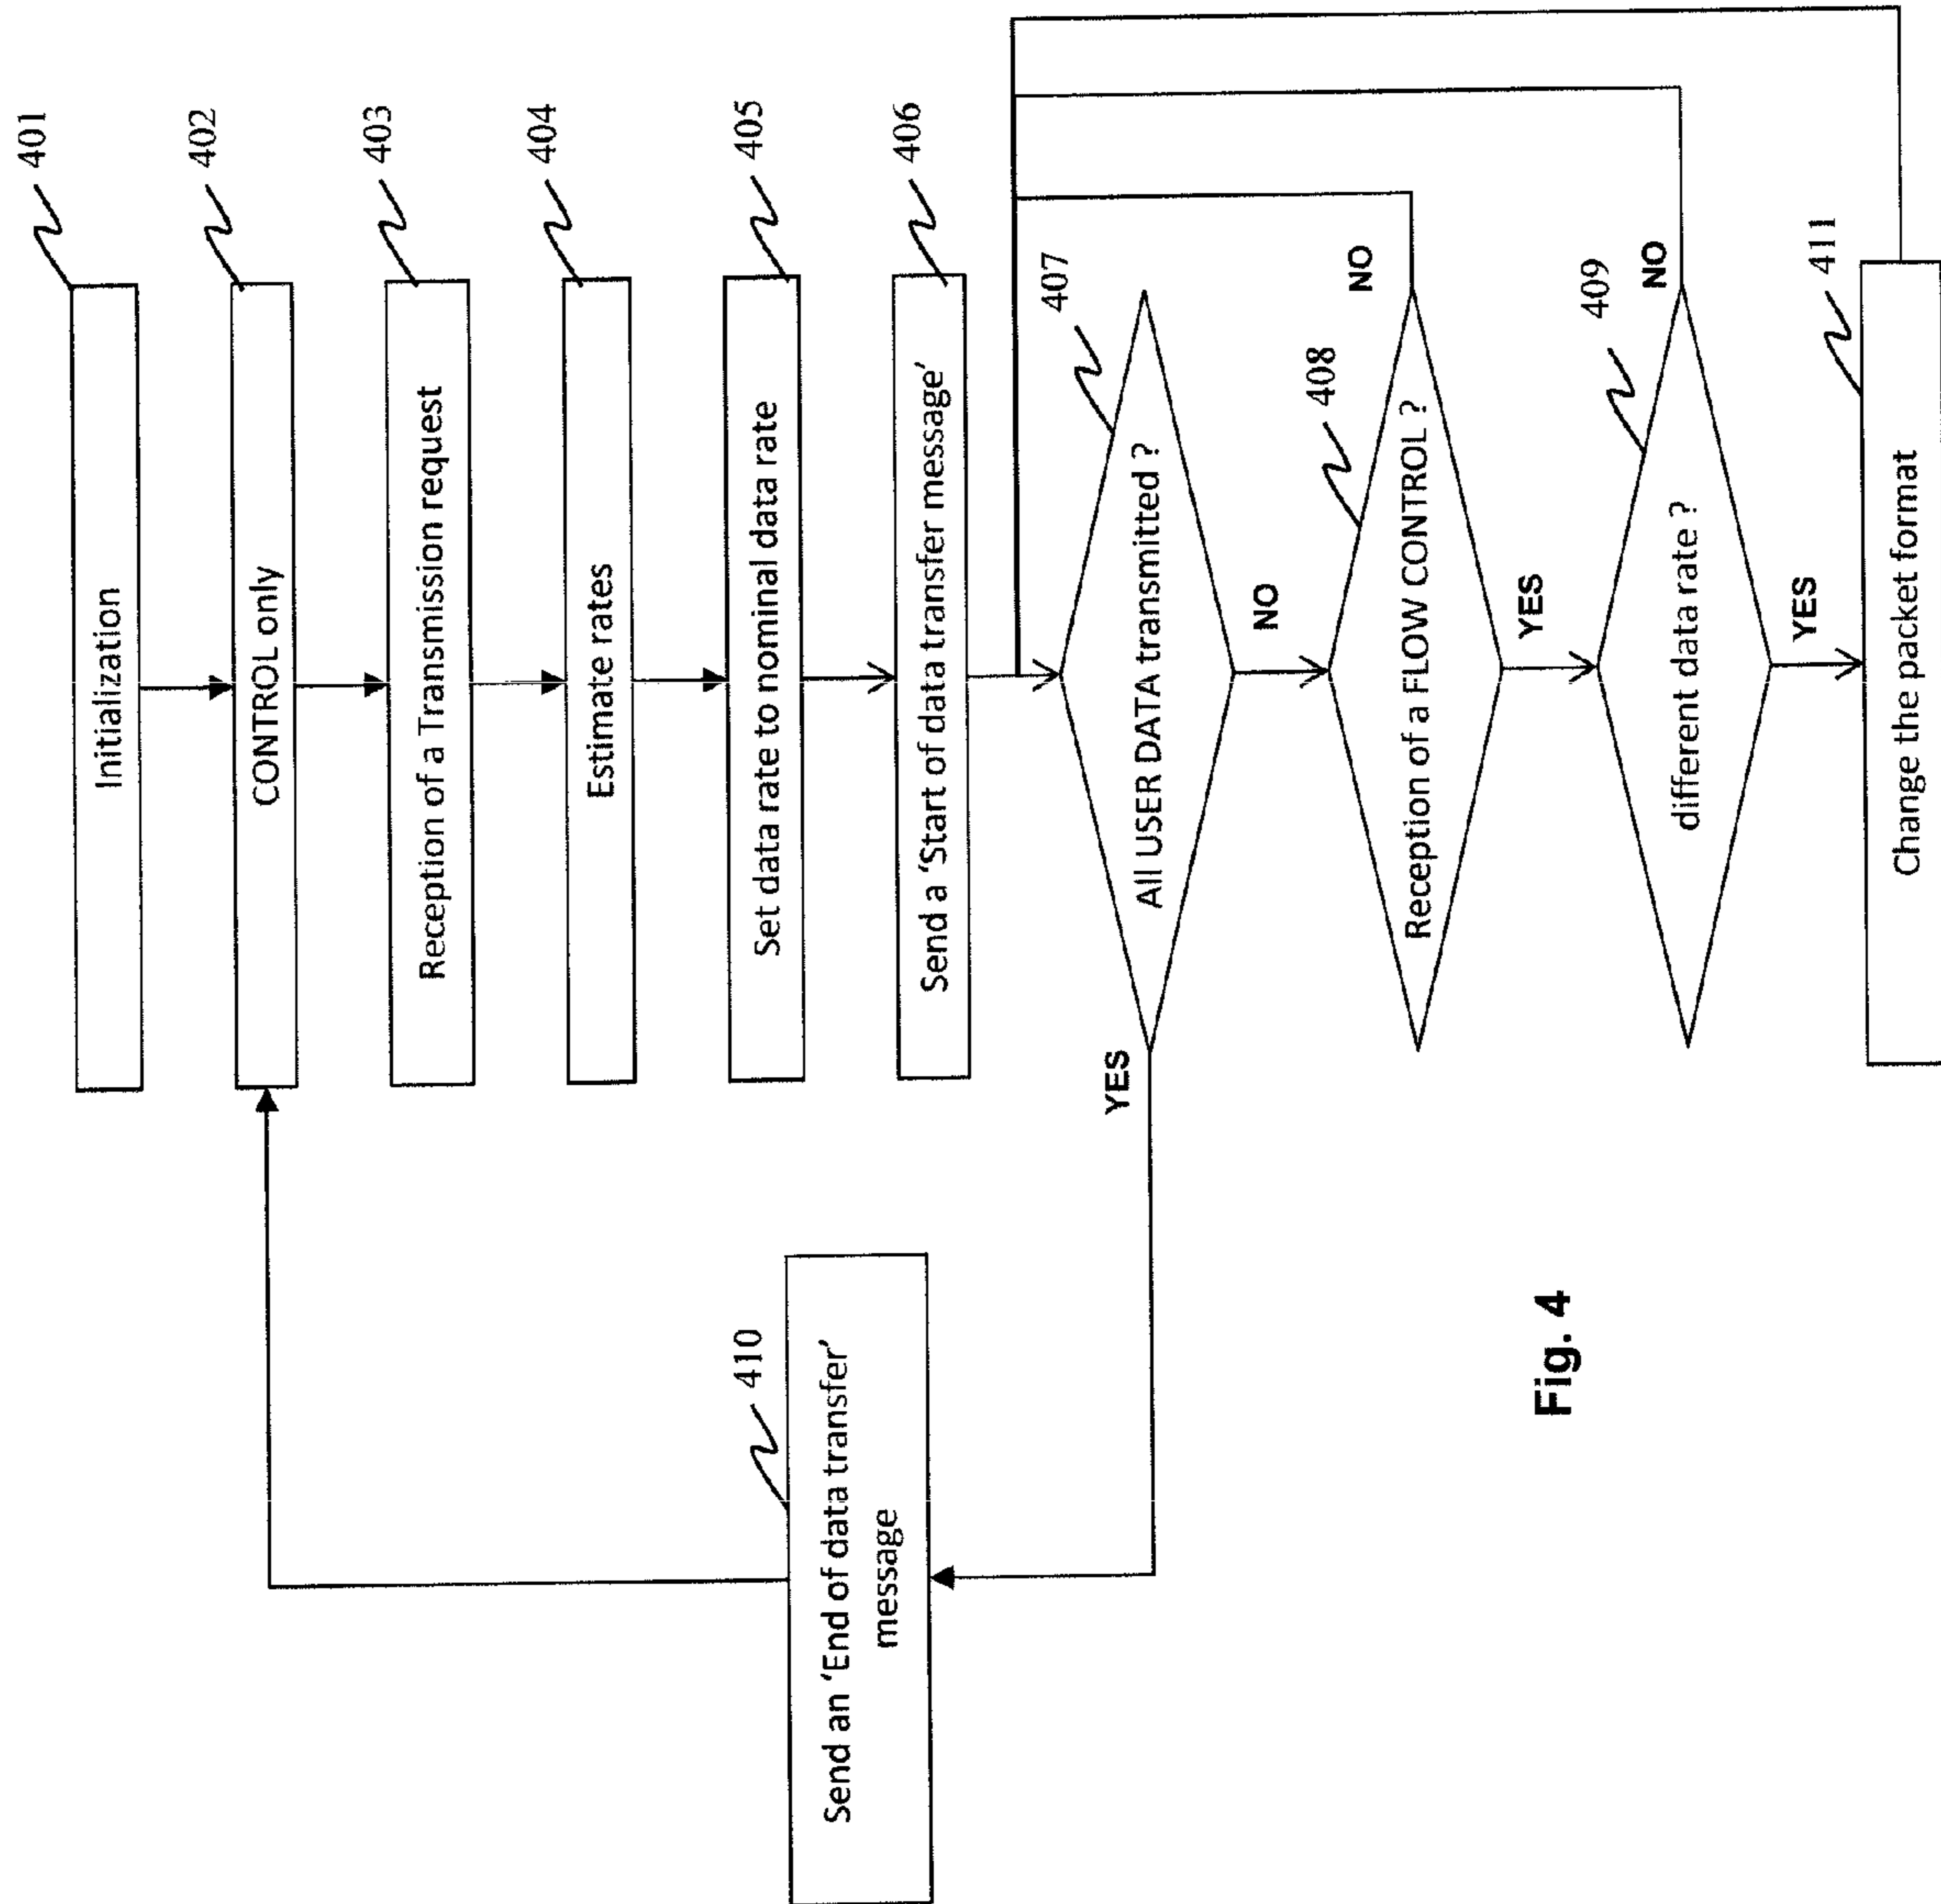 401
Initialization
402
CONTROL only
403
Reception of a Transmission request
404
Estimate rates
405
Set data rate to nominal data rate
406
Send a ‘Start of data transfer message’
407
All USER DATA transmitted ?
YES
NO
408
Reception of a FLOW CONTROL ?
NO
YES
409
different data rate ?
NO
YES
411
Change the packet format
410
Send an ‘End of data transfer’
message
Fig. 4